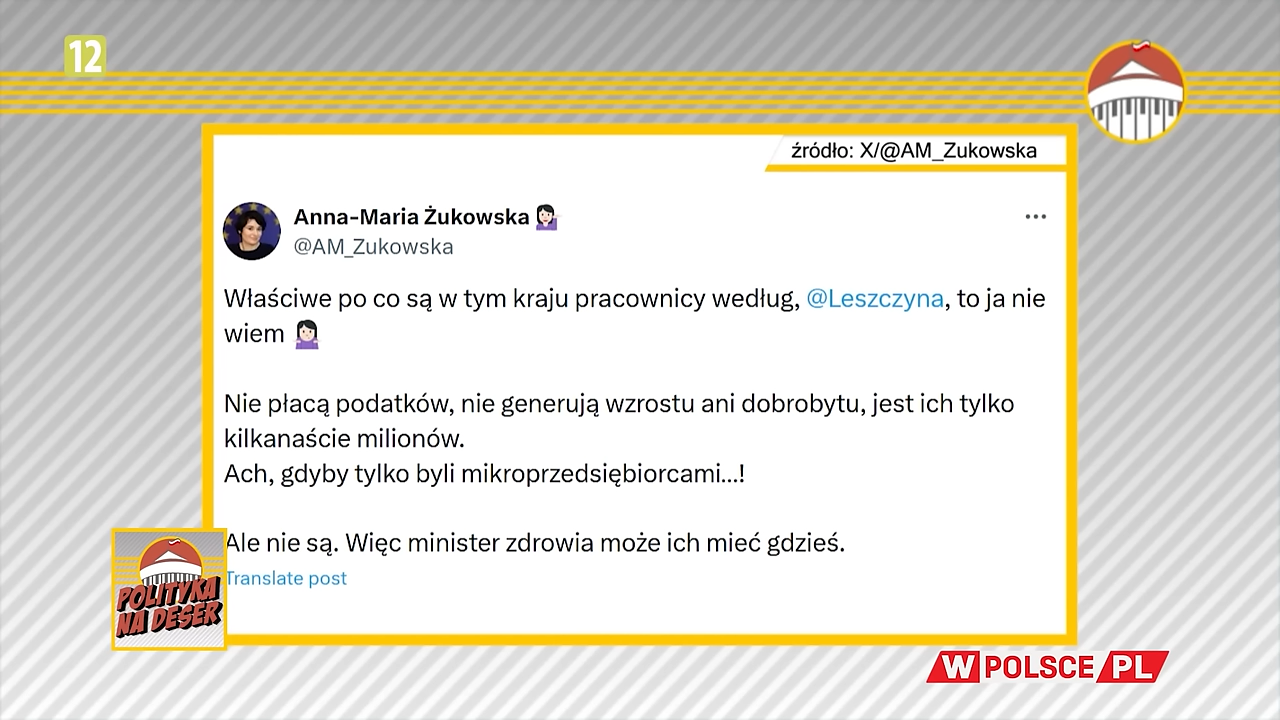 12
źródło: X/@AM_Zukowska
Anna-Maria Żukowska
@AM_Zukowska
Właściwe po co są w tym kraju pracownicy według, @Leszczyna, to ja nie
wiem
Nie płacą podatków, nie generują wzrostu ani dobrobytu, jest ich tylko
kilkanaście milionów.
Ach, gdyby tylko byli mikroprzedsiębiorcami...!
Ale nie są. Więc minister zdrowia może ich mieć gdzieś.
Translate post
POLITYKA
NA DESER
W POLSCE PL